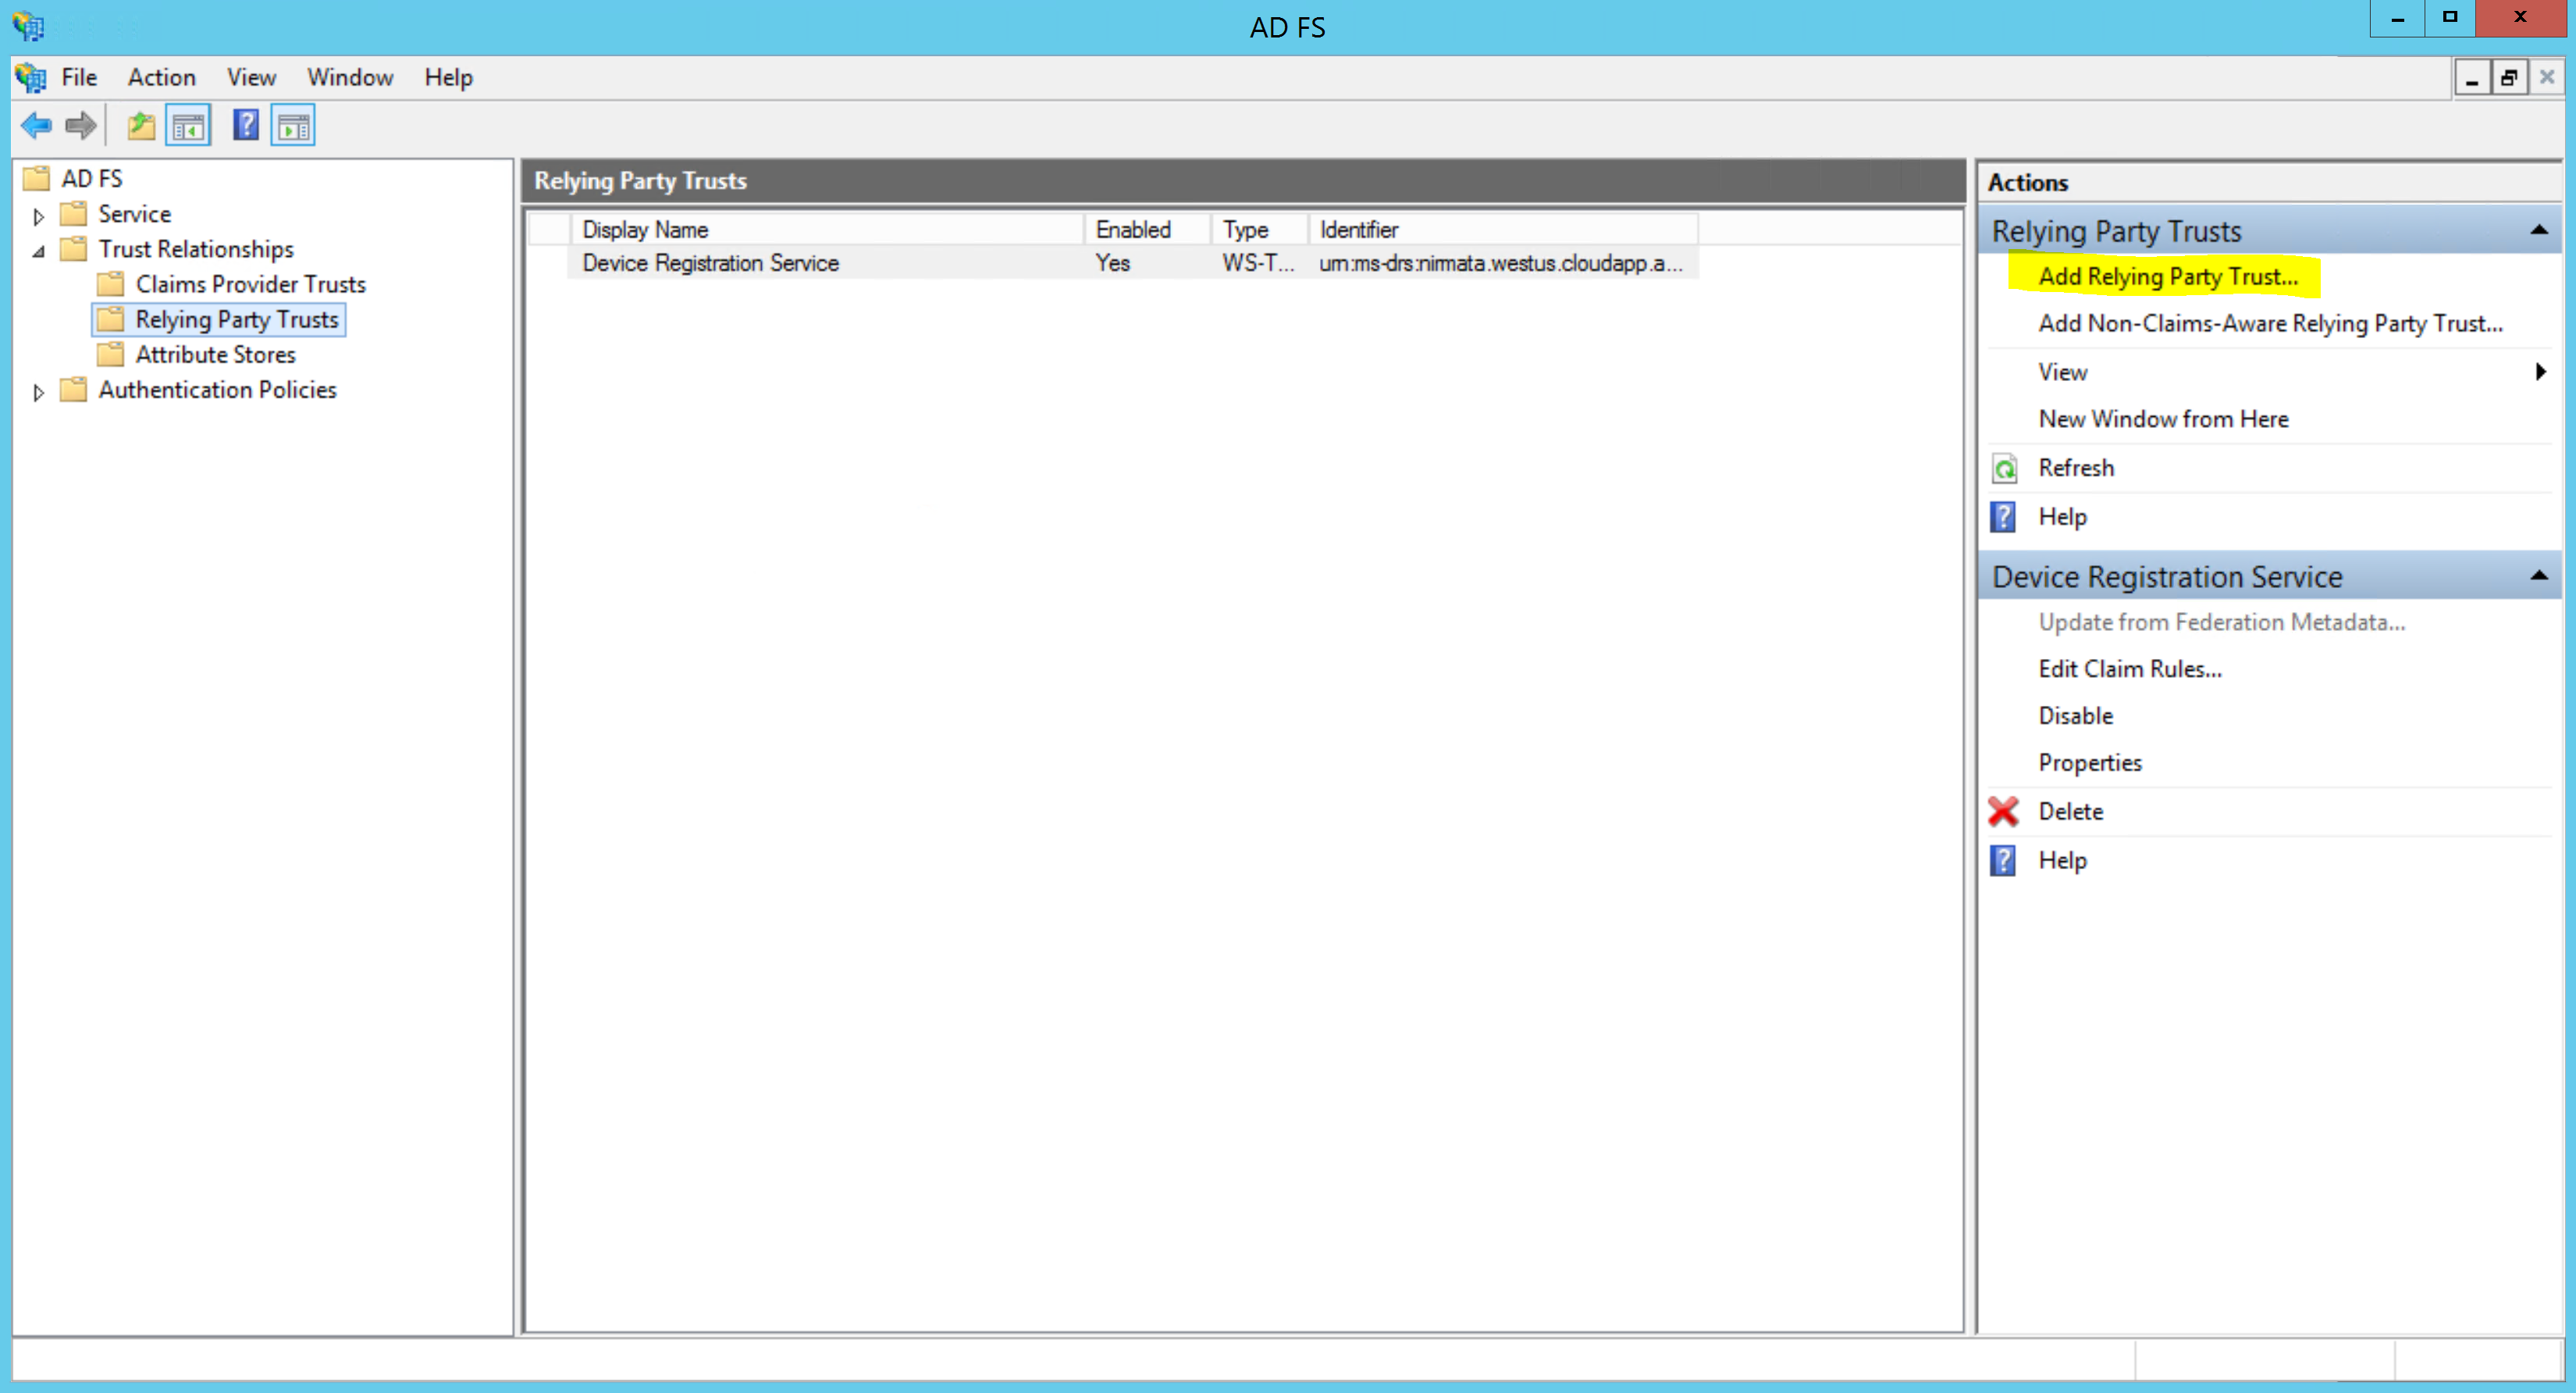 AD FS
File Action View Window Help
AD FS
Service
Trust Relationships
Claims Provider Trusts
Relying Party Trusts
Attribute Stores
Authentication Policies
Relying Party Trusts
Display Name Enabled Type Identifier
Device Registration Service Yes WS-T... urn:ms-drs:nirmata.westus.cloudapp.a...
Actions
Relying Party Trusts
Add Relying Party Trust...
Add Non-Claims-Aware Relying Party Trust...
View
New Window from Here
Refresh
Help
Device Registration Service
Update from Federation Metadata...
Edit Claim Rules...
Disable
Properties
Delete
Help